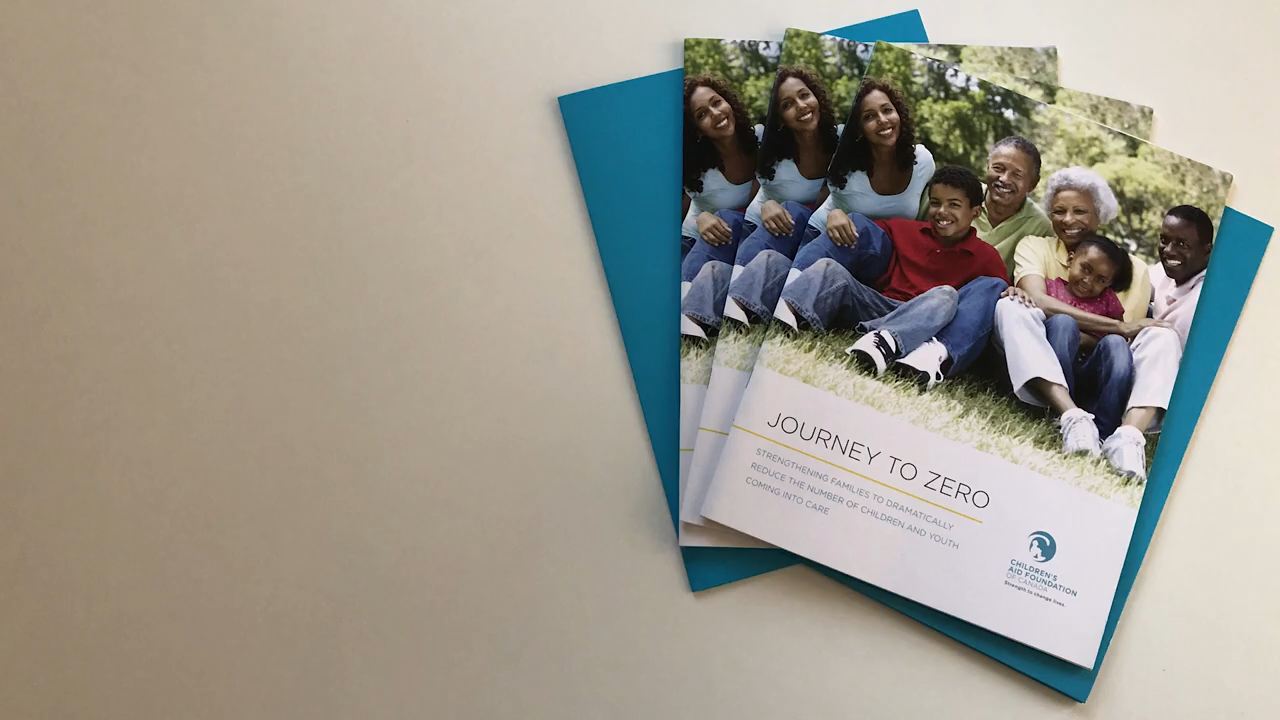 JOURNEY TO ZERO
STRENGTHENING FAMILIES TO DRAMATICALLY
REDUCE THE NUMBER OF CHILDREN AND YOUTH
COMING INTO CARE
CHILDREN'S
AID FOUNDATION
OF CANADA
Strength to change lives.